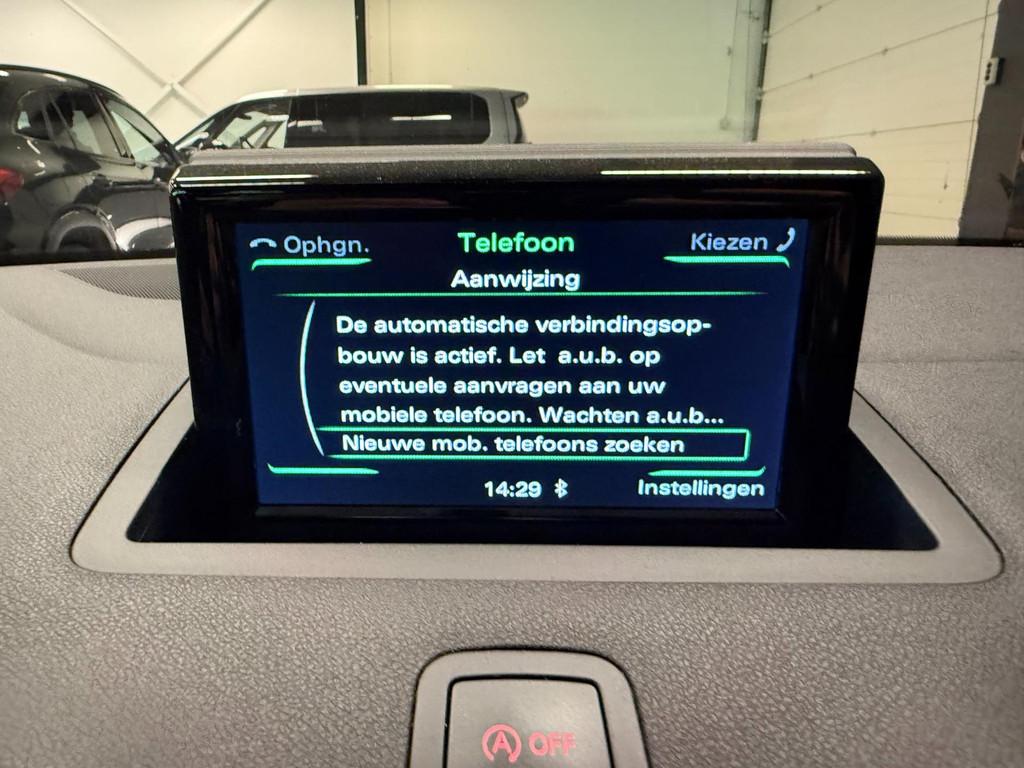 Ophgn. Telefoon Kiezen
Aanwijzing
De automatische verbindingsop-
bouw is actief. Let a.u.b. op
eventuele aanvragen aan uw
mobiele telefoon. Wachten a.u.b...
Nieuwe mob. telefoons zoeken
14:29 Instellingen
A OFF